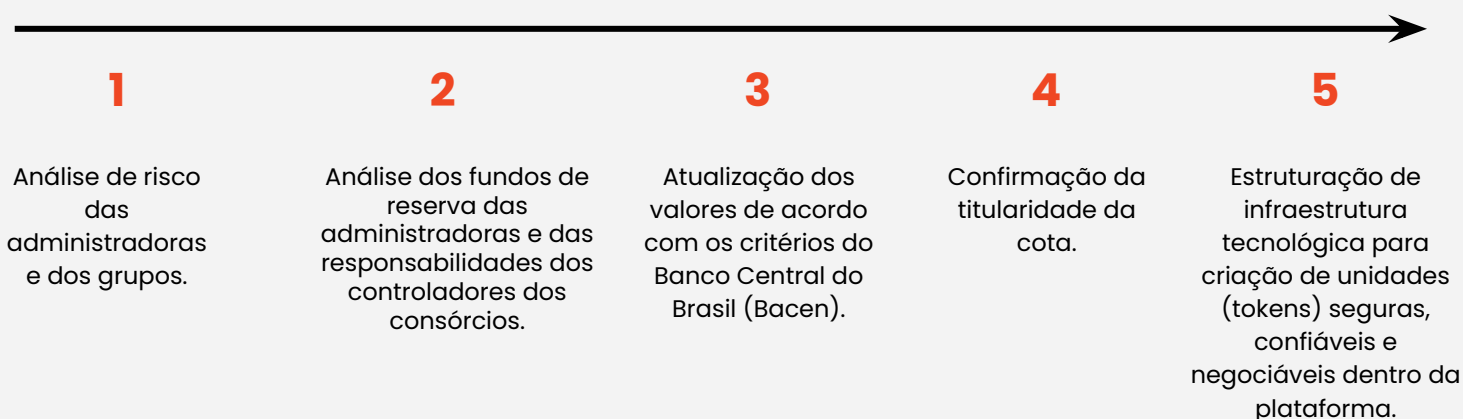 1
Análise de risco
das
administradoras
e dos grupos.
2
Análise dos fundos de
reserva das
administradoras e das
responsabilidades dos
controladores dos
consórcios.
3
Atualização dos
valores de acordo
com os critérios do
Banco Central do
Brasil (Bacen).
4
Confirmação da
titularidade da
cota.
5
Estruturação de
infraestrutura
tecnológica para
criação de unidades
(tokens) seguras,
confiáveis e
negociáveis dentro da
plataforma.